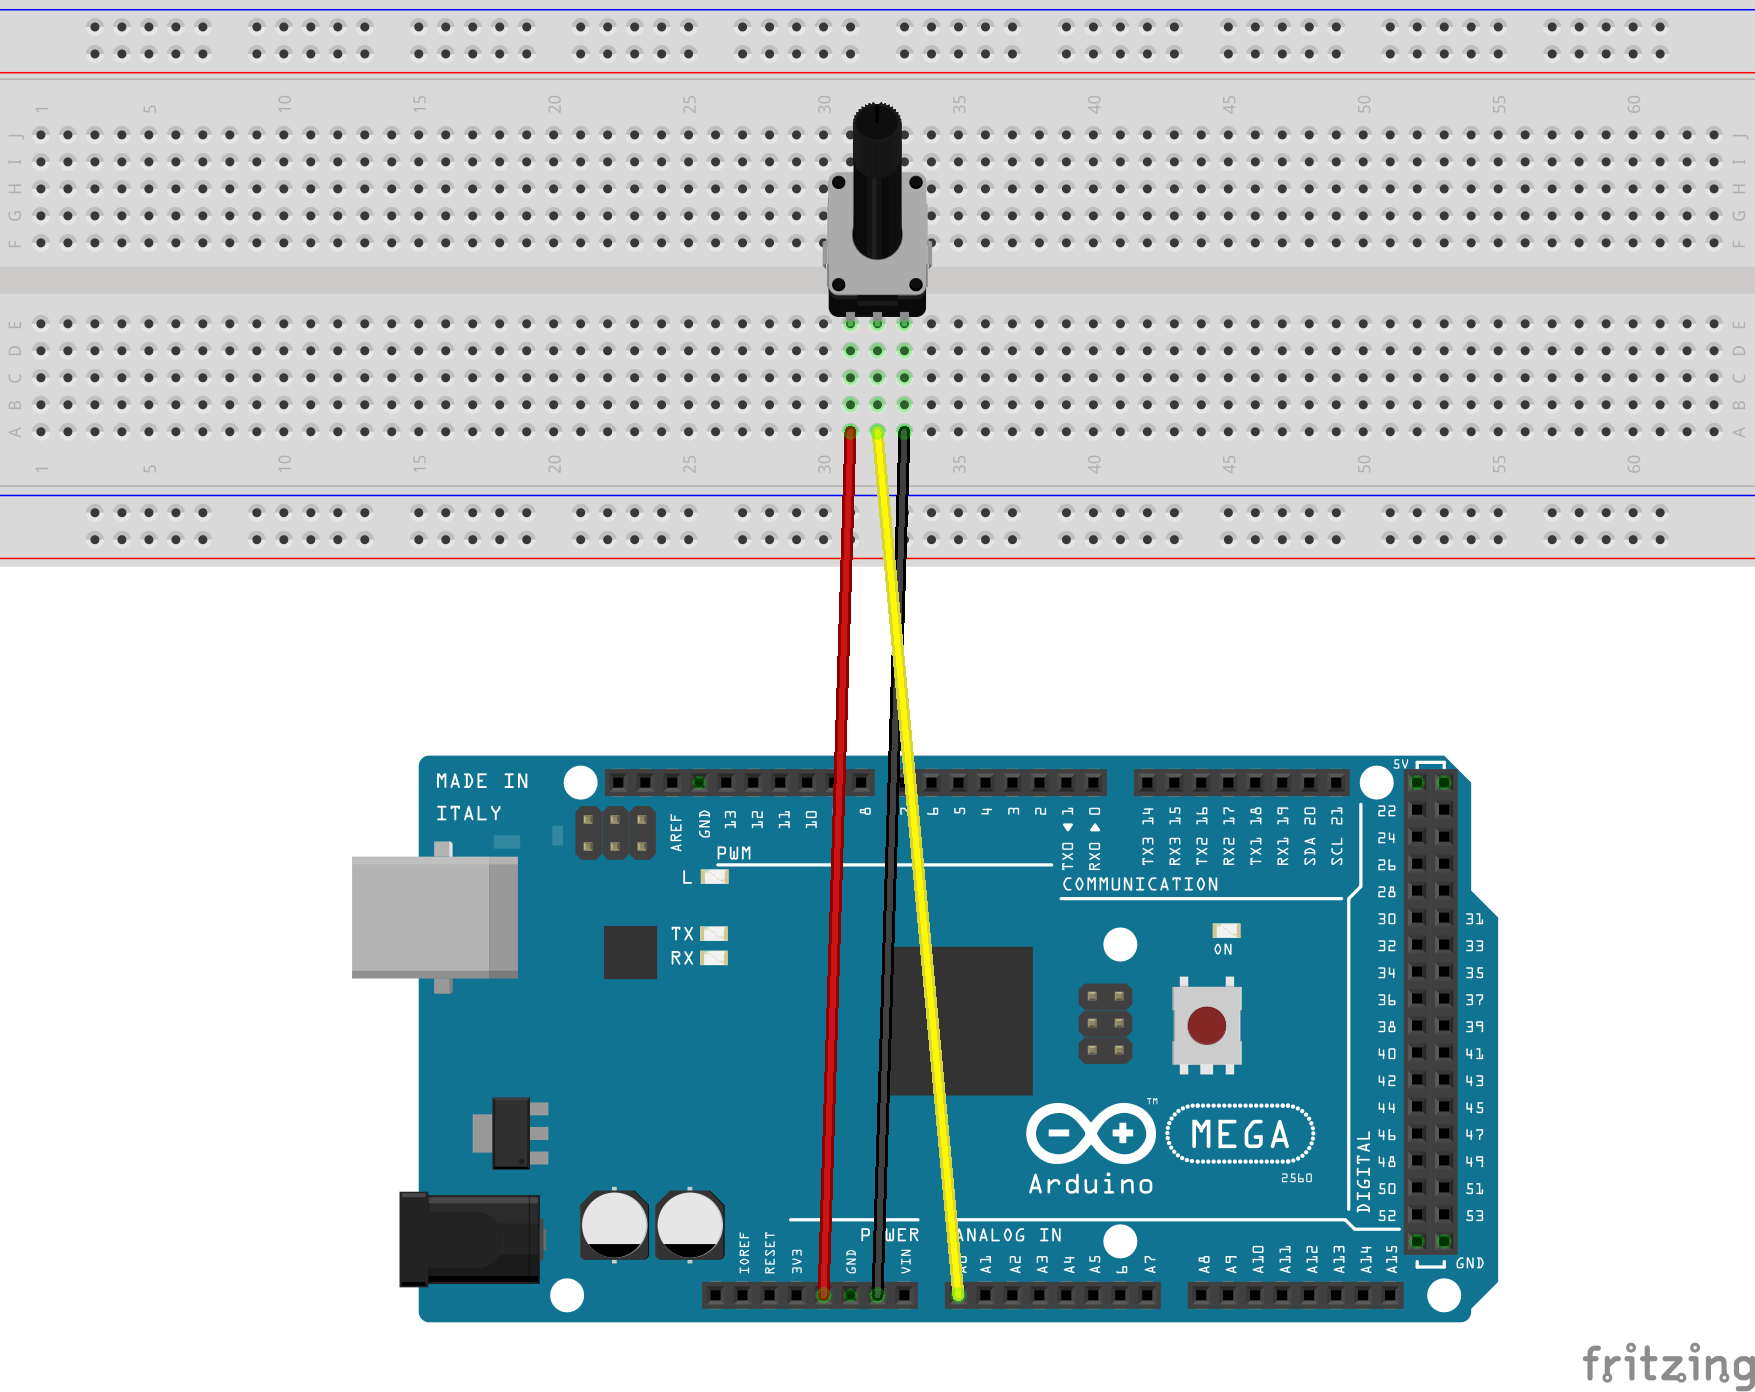 1 5 10 15 20 25 30 35 40 45 50 55 60
J J
I I
H H
G G
F F
E E
D D
C C
B B
A A
1 5 10 15 20 25 30 35 40 45 50 55 60
MADE IN
ITALY
5V
AREF GND 13 12 11 10 8 6 5 4 3 2 TX0 1 RX0 0 TX3 14 RX3 15 TX2 16 RX2 17 TX1 18 RX1 19 SDA 20 SCL 21
PWM
COMMUNICATION
L
TX
RX
ON
22
24
26
28
30 31
32 33
34 35
36 37
38 39
40 41
42 43
44 45
46 47
48 49
50 51
52 53
DIGITAL
GND
TM
MEGA
2560
Arduino
ANALOG IN
IOREF RESET 3V3 GND VIN A1 A2 A3 A4 A5 6 A7 A8 A9 A10 A11 A12 A13 A14 A15
fritzing